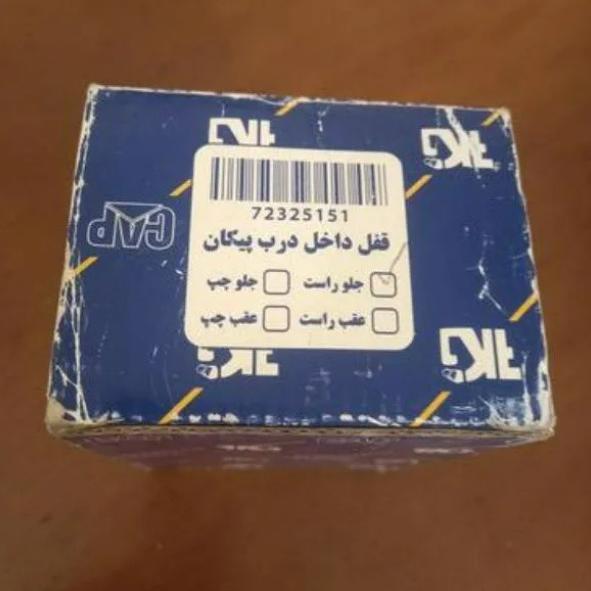 72325151
قفل داخل درب پیکان
جلو راست
جلو چپ
عقب راست
عقب چپ
CAP